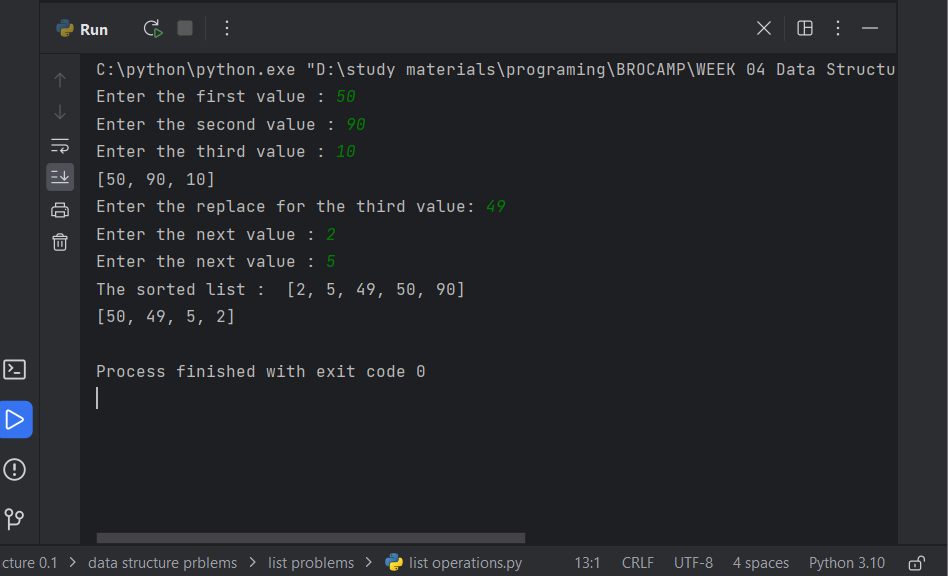 Run
C:\python\python.exe "D:\study materials\programing\BROCAMP\WEEK 04 Data Structu
Enter the first value : 50
Enter the second value : 90
Enter the third value : 10
[50, 90, 10]
Enter the replace for the third value: 49
Enter the next value : 2
Enter the next value : 5
The sorted list :  [2, 5, 49, 50, 90]
[50, 49, 5, 2]
Process finished with exit code 0
cture 0.1 > data structure prblems > list problems > list operations.py 13:1 CRLF UTF-8 4 spaces Python 3.10